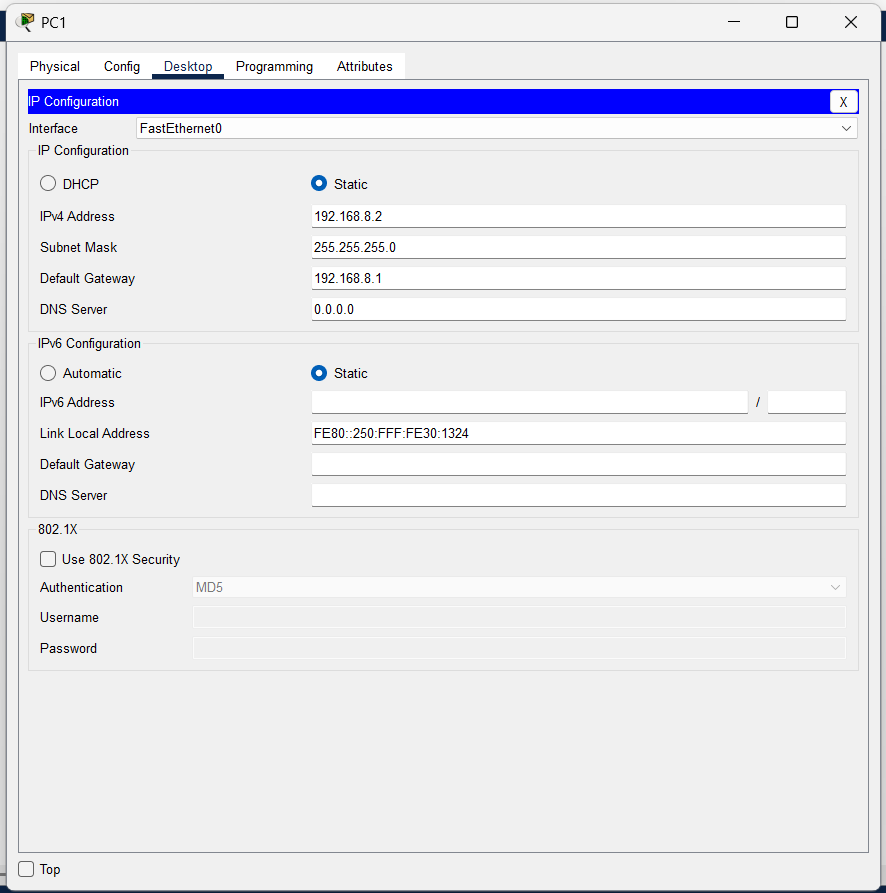 PC1
Physical Config Desktop Programming Attributes
IP Configuration X
Interface FastEthernet0
IP Configuration
DHCP Static
IPv4 Address 192.168.8.2
Subnet Mask 255.255.255.0
Default Gateway 192.168.8.1
DNS Server 0.0.0.0
IPv6 Configuration
Automatic Static
IPv6 Address /
Link Local Address FE80::250:FFF:FE30:1324
Default Gateway
DNS Server
802.1X
Use 802.1X Security
Authentication MD5
Username
Password
Top